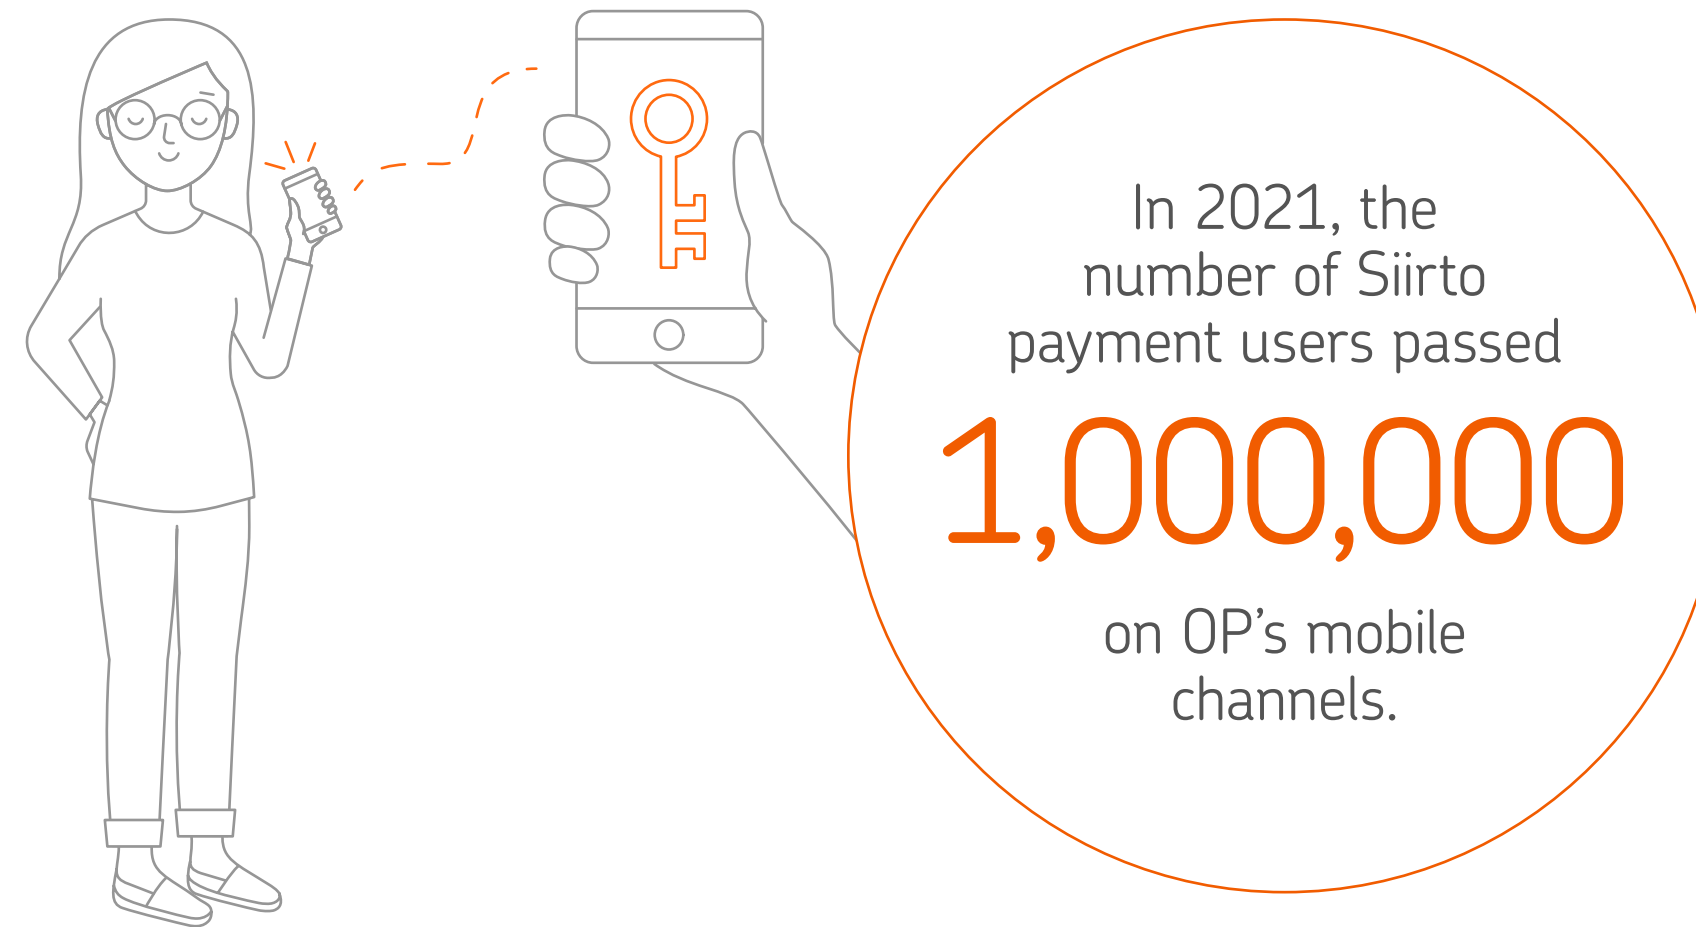 In 2021, the
number of Siirto
payment users passed
1,000,000
on OP's mobile
channels.